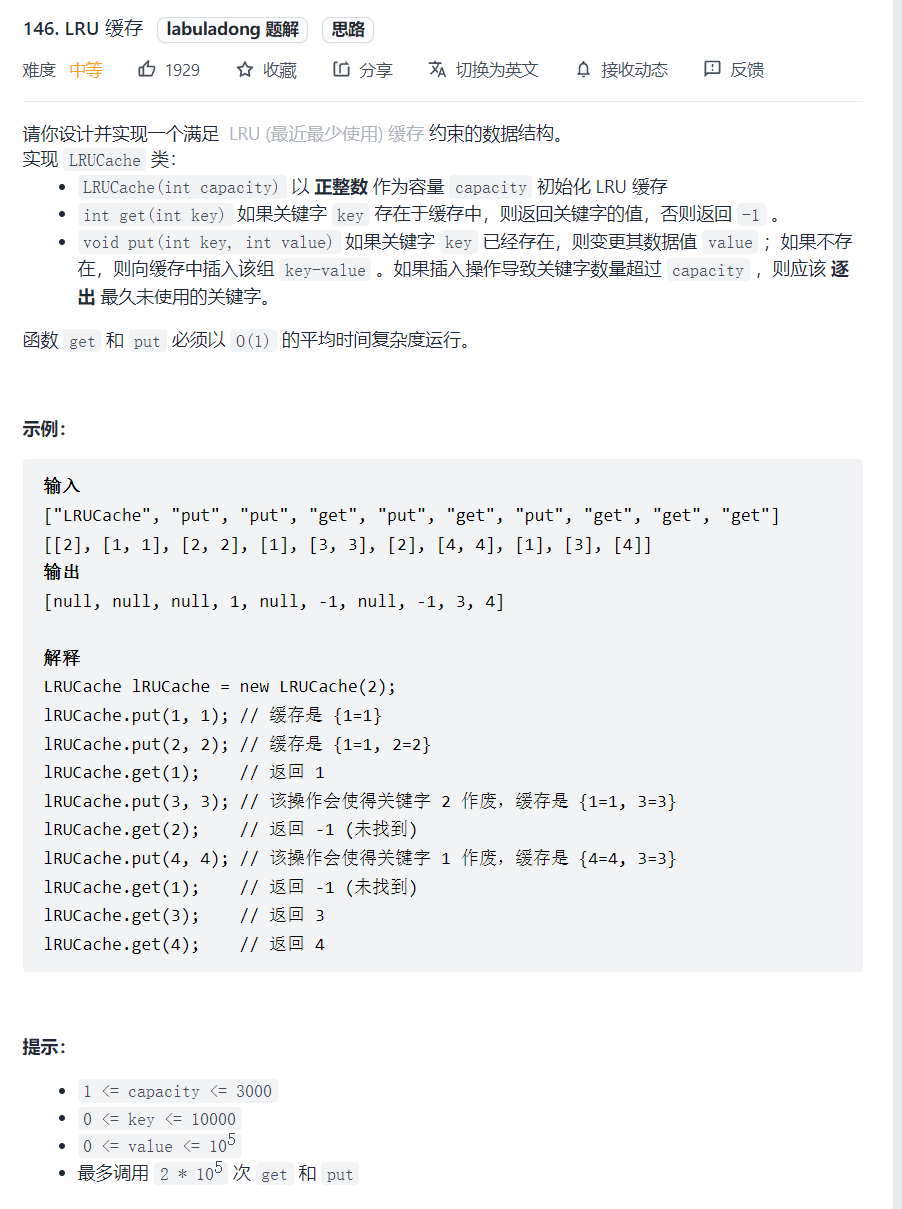 146. LRU 缓存 labuladong 题解 思路
难度 中等 1929 收藏 分享 切换为英文 接收动态 反馈
请你设计并实现一个满足 LRU (最近最少使用) 缓存 约束的数据结构。
实现 LRUCache 类：
• LRUCache(int capacity) 以 正整数 作为容量 capacity 初始化 LRU 缓存
• int get(int key) 如果关键字 key 存在于缓存中，则返回关键字的值，否则返回 -1 。
• void put(int key, int value) 如果关键字 key 已经存在，则变更其数据值 value ；如果不存
在，则向缓存中插入该组 key-value 。如果插入操作导致关键字数量超过 capacity ，则应该 逐
出 最久未使用的关键字。
函数 get 和 put 必须以 O(1) 的平均时间复杂度运行。
示例：
输入
["LRUCache", "put", "put", "get", "put", "get", "put", "get", "get", "get"]
[[2], [1, 1], [2, 2], [1], [3, 3], [2], [4, 4], [1], [3], [4]]
输出
[null, null, null, 1, null, -1, null, -1, 3, 4]
解释
LRUCache lRUCache = new LRUCache(2);
lRUCache.put(1, 1); // 缓存是 {1=1}
lRUCache.put(2, 2); // 缓存是 {1=1, 2=2}
lRUCache.get(1);    // 返回 1
lRUCache.put(3, 3); // 该操作会使得关键字 2 作废，缓存是 {1=1, 3=3}
lRUCache.get(2);    // 返回 -1 (未找到)
lRUCache.put(4, 4); // 该操作会使得关键字 1 作废，缓存是 {4=4, 3=3}
lRUCache.get(1);    // 返回 -1 (未找到)
lRUCache.get(3);    // 返回 3
lRUCache.get(4);    // 返回 4
提示：
• 1 <= capacity <= 3000
• 0 <= key <= 10000
• 0 <= value <= 10⁵
• 最多调用 2 * 10⁵ 次 get 和 put